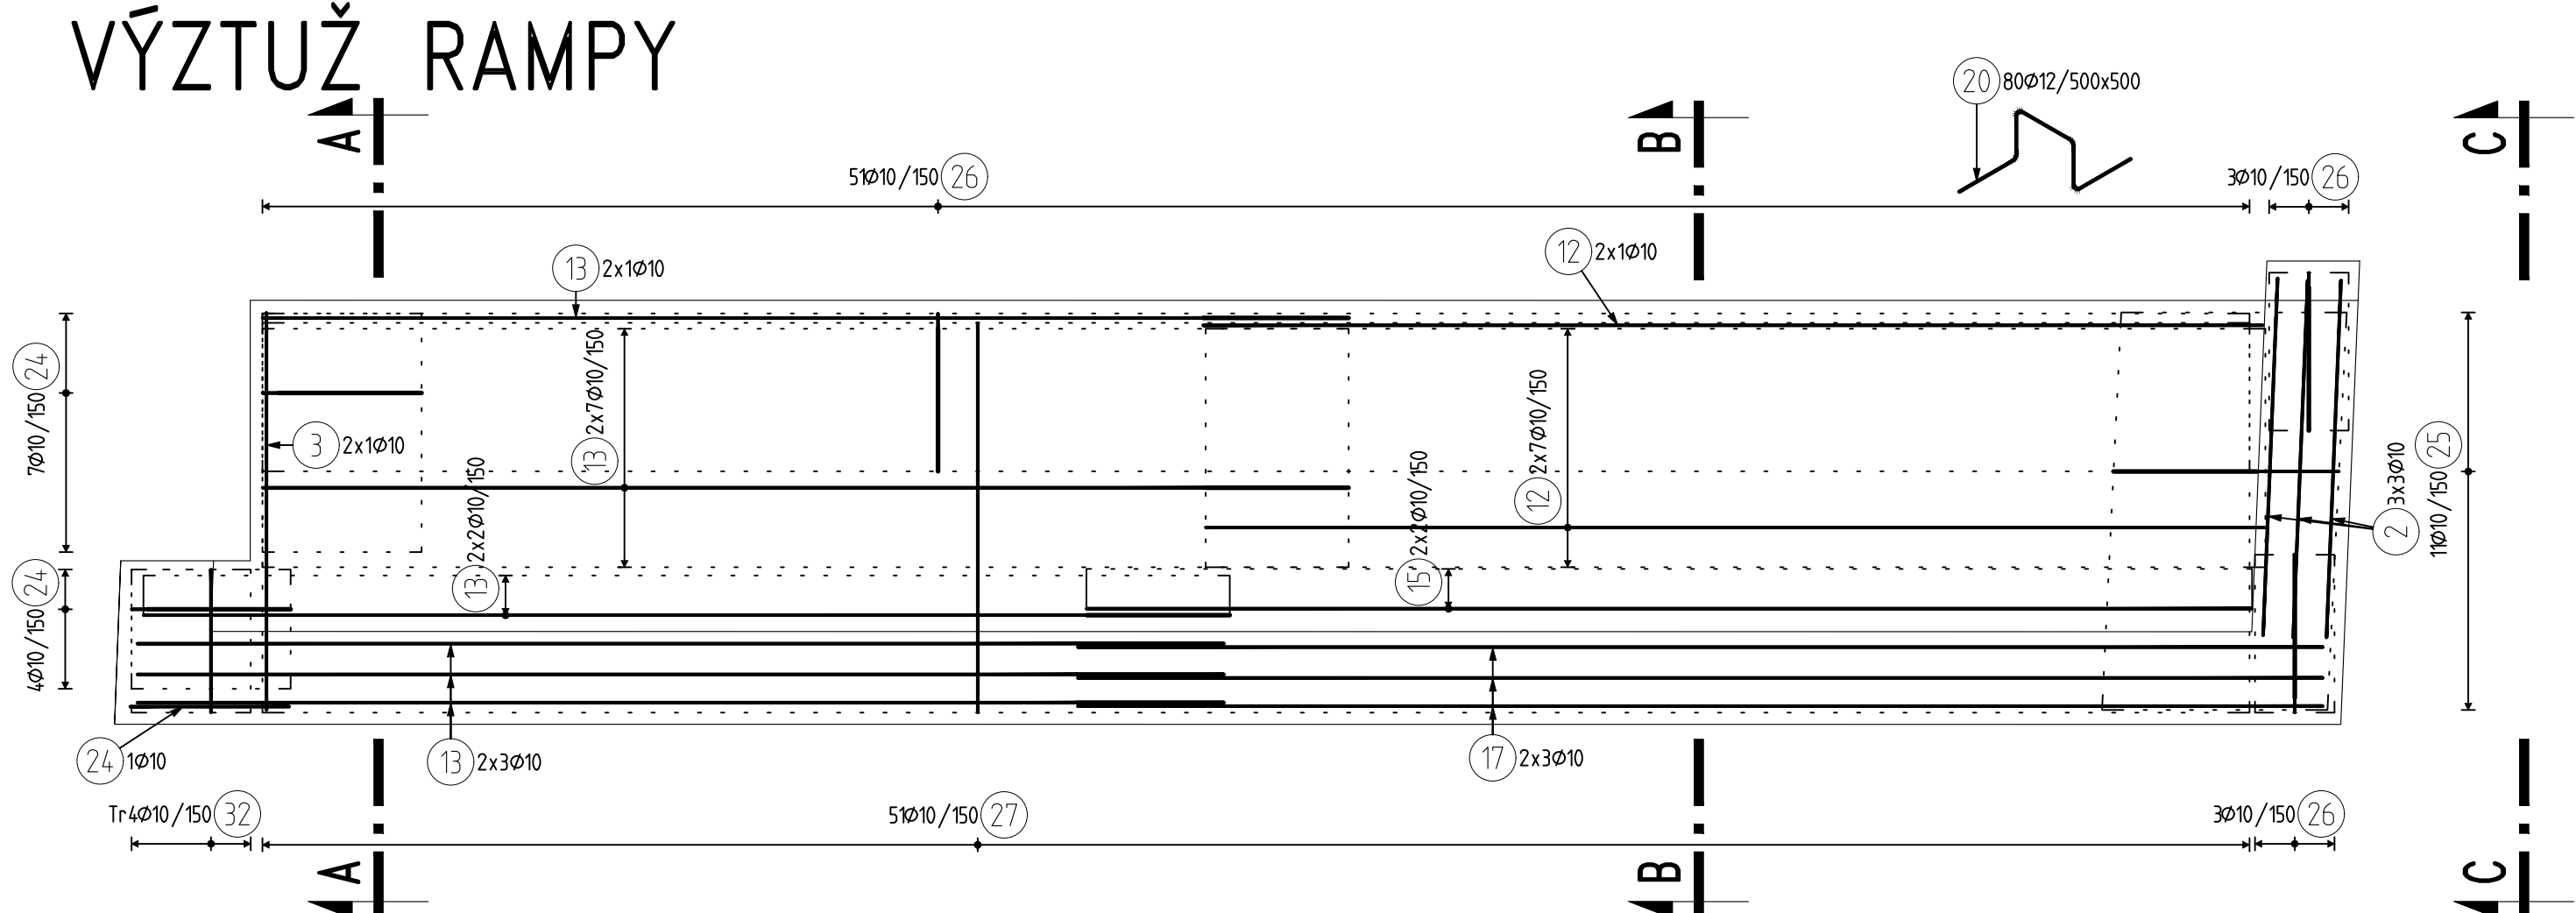 VÝZTUŽ RAMPY
20 80Ø12/500x500
A
B
C
51Ø10/150 26
3Ø10/150 26
13 2x1Ø10
12 2x1Ø10
7Ø10/150 24
3 2x1Ø10
13 2x7Ø10/150
12 2x7Ø10/150
13 2x2Ø10/150
15 2x2Ø10/150
2 3x3Ø10
11Ø10/150 25
4Ø10/150 24
24 1Ø10
13 2x3Ø10
17 2x3Ø10
Tr4Ø10/150 32
51Ø10/150 27
3Ø10/150 26
A
B
C